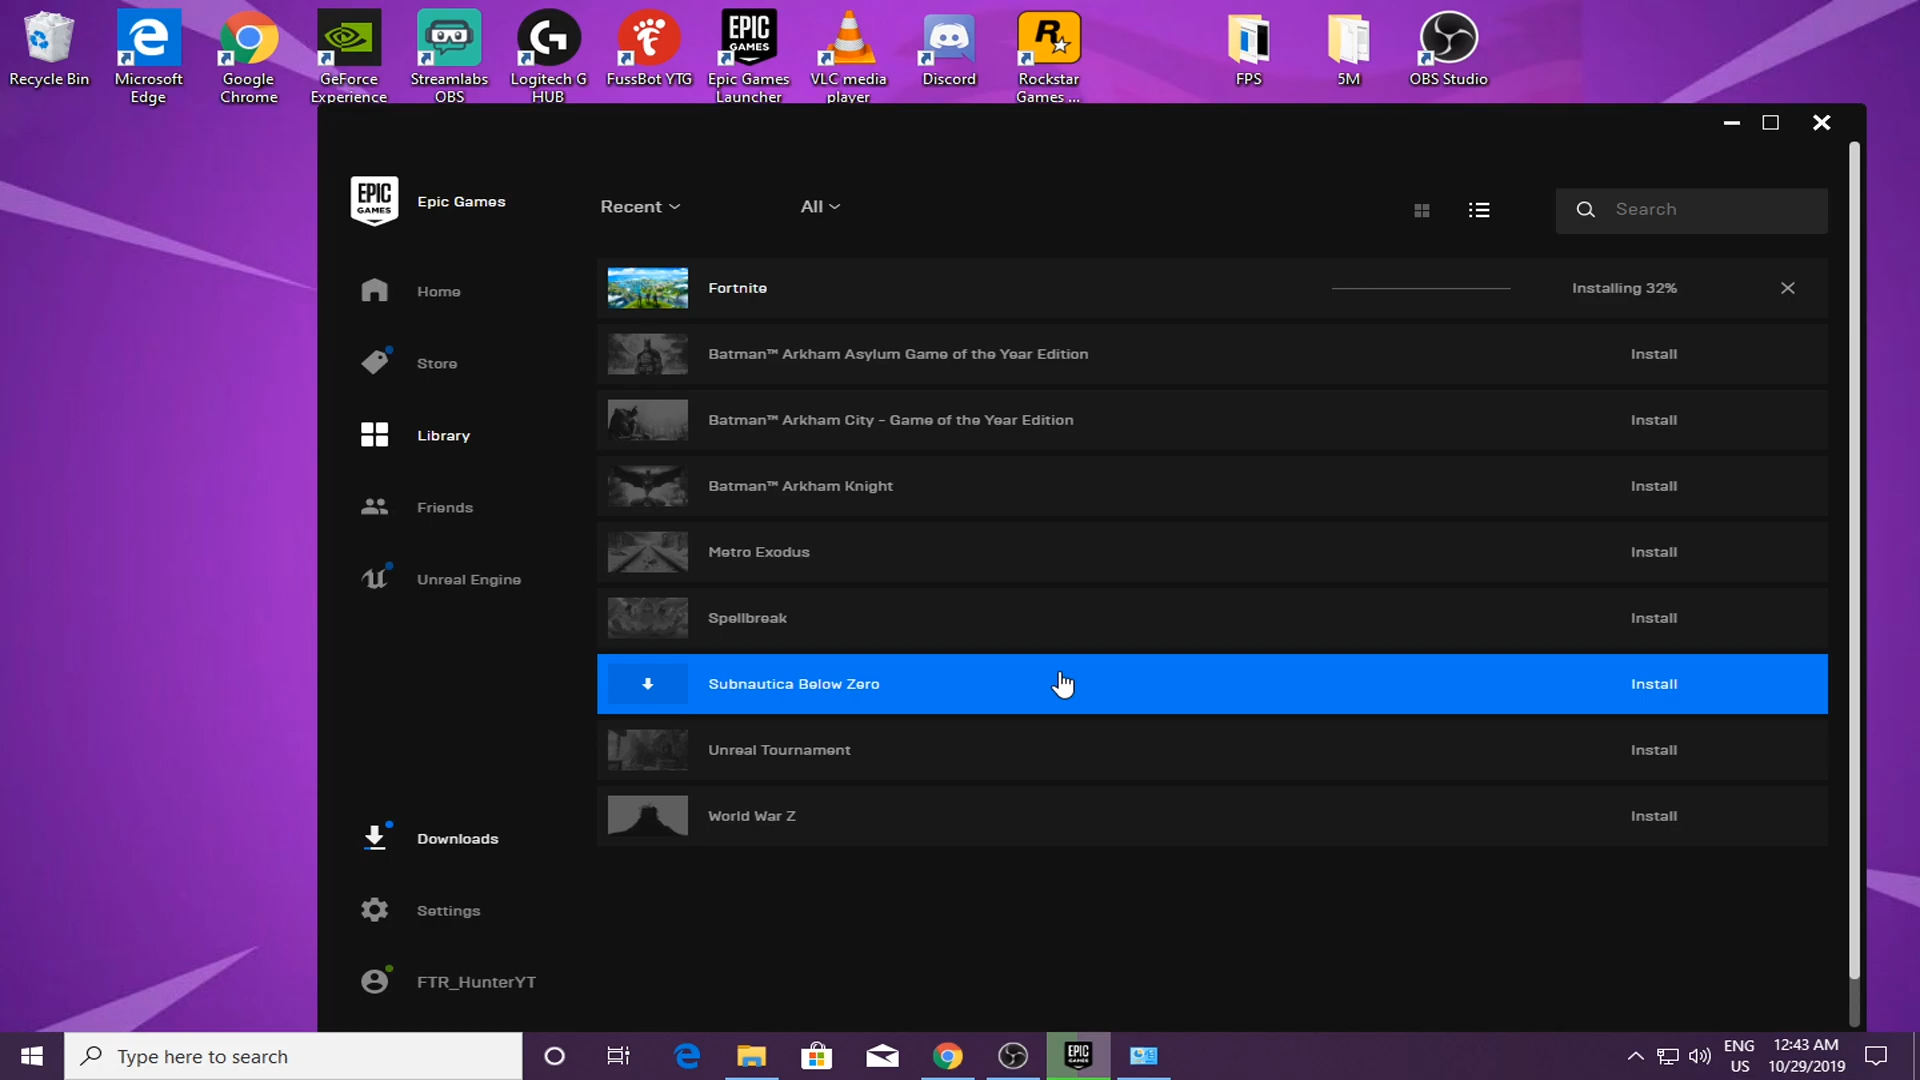 Recycle Bin
Microsoft Edge
Google Chrome
GeForce Experience
Streamlabs OBS
Logitech G HUB
FussBot YTG
EPIC GAMES
Epic Games Launcher
VLC media player
Discord
Rockstar Games ...
FPS
5M
OBS Studio
EPIC GAMES
Epic Games
Recent
All
Search
Home
Store
Library
Friends
Unreal Engine
Fortnite
Installing 32%
Batman™ Arkham Asylum Game of the Year Edition
Install
Batman™ Arkham City - Game of the Year Edition
Install
Batman™ Arkham Knight
Install
Metro Exodus
Install
Spellbreak
Install
Subnautica Below Zero
Install
Unreal Tournament
Install
World War Z
Install
Downloads
Settings
FTR_HunterYT
Type here to search
EPIC GAMES
ENG
US
12:43 AM
10/29/2019